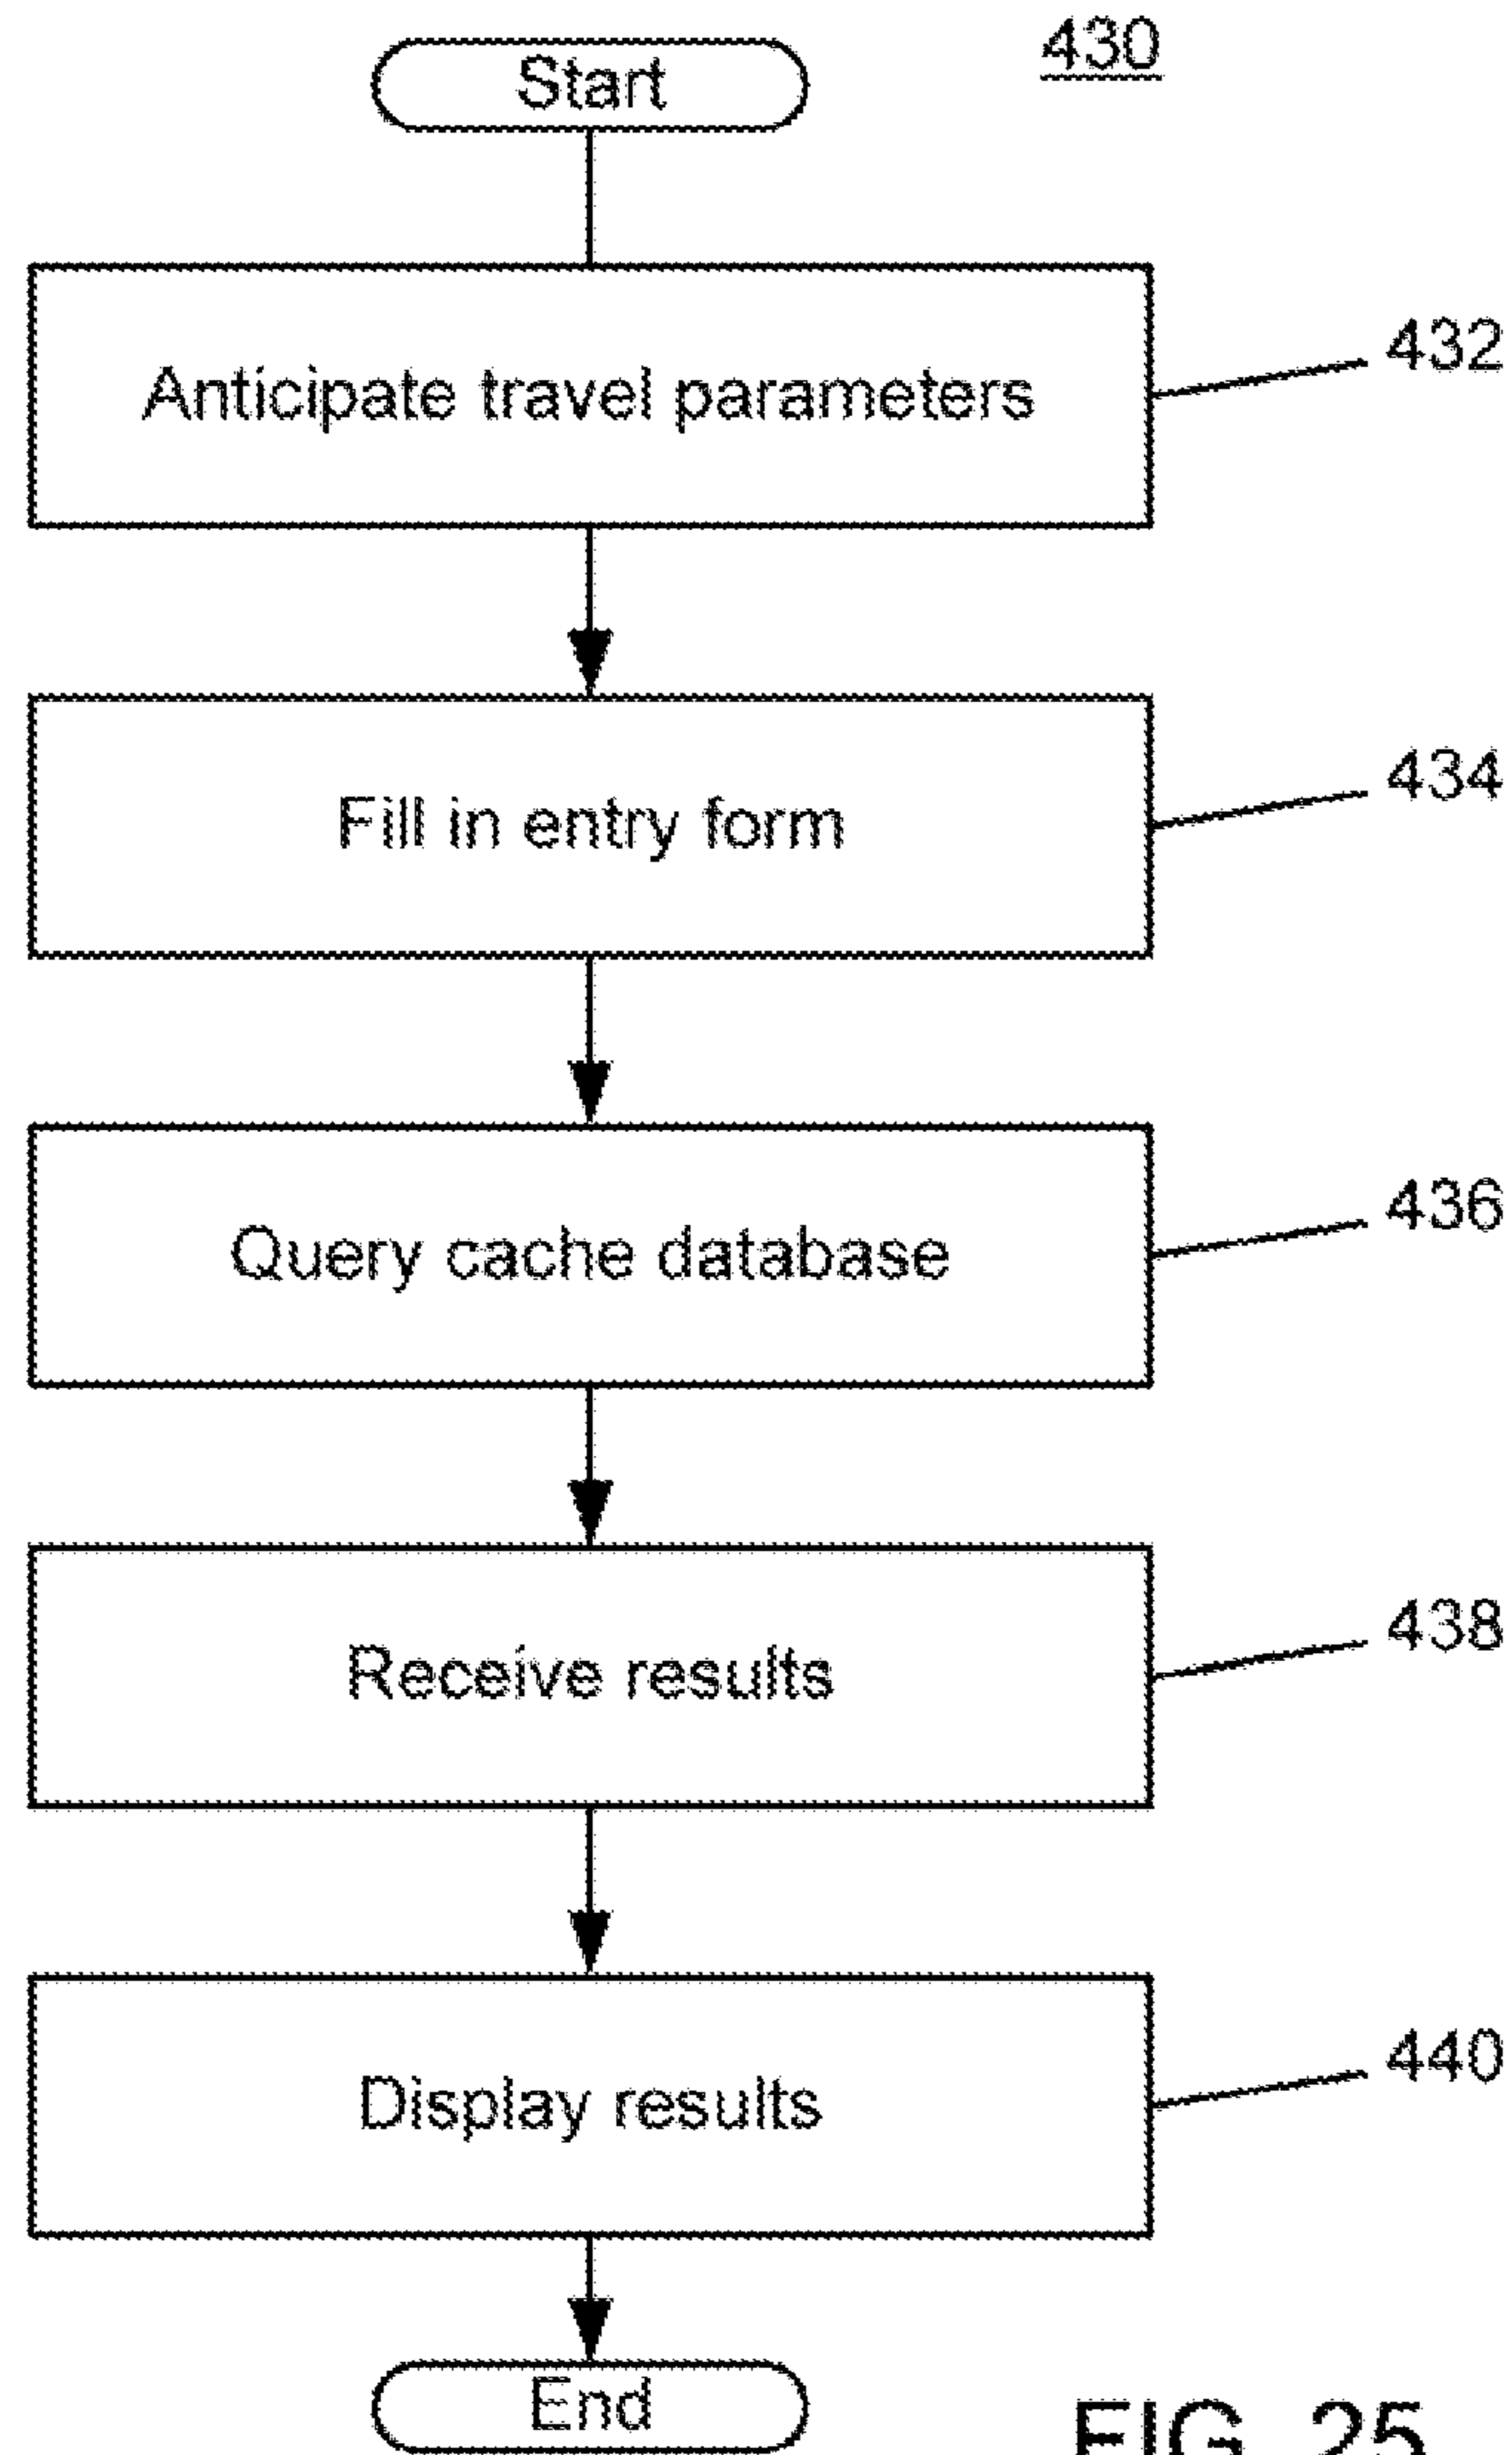 Start
430
Anticipate travel parameters
432
Fill in entry form
434
Query cache database
436
Receive results
438
Display results
440
End
FIG. 25